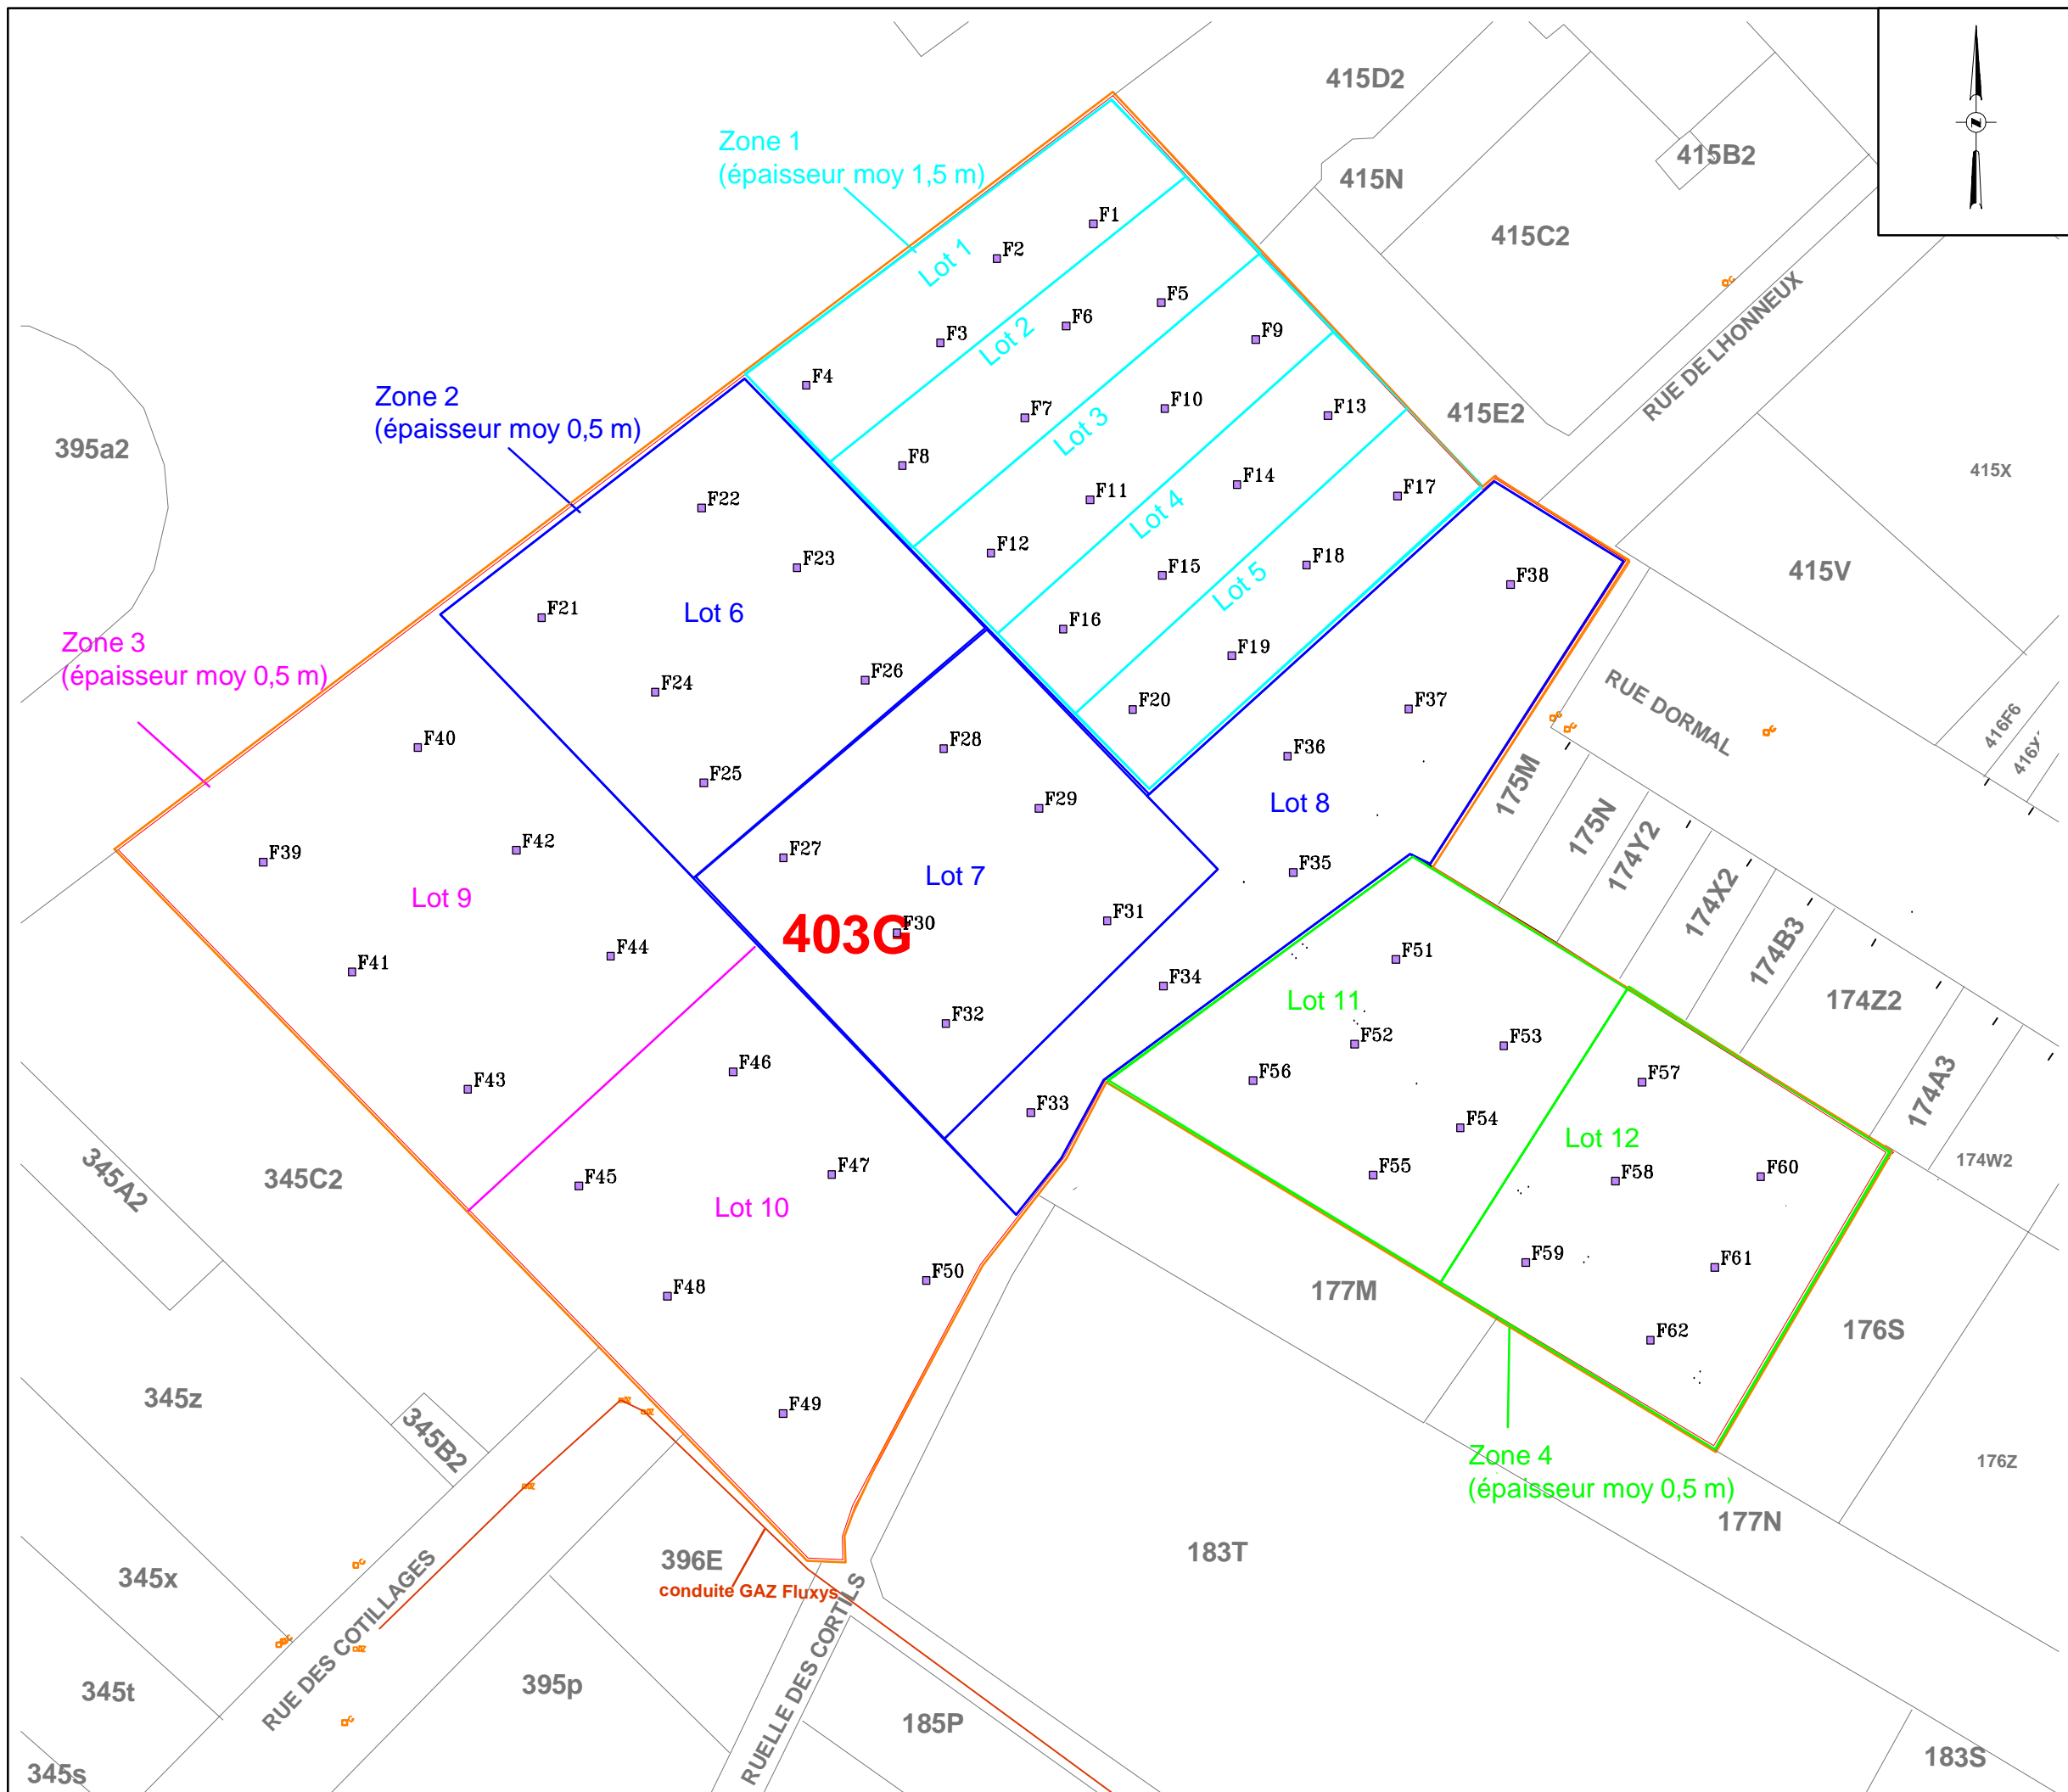 415D2
Zone 1
(épaisseur moy 1,5 m)
415N
415B2
415C2
N
Lot 1
F1
F2
F3
F4
Lot 2
F5
F6
F7
F8
Lot 3
F9
F10
F11
F12
Lot 4
F13
F14
F15
F16
Lot 5
F17
F18
F19
F20
RUE DE LHONNEUX
415E2
415X
415V
Zone 2
(épaisseur moy 0,5 m)
395a2
Lot 6
F21
F22
F23
F24
F25
F26
Zone 3
(épaisseur moy 0,5 m)
Lot 7
F27
F28
F29
F30
F31
F32
403G
Lot 8
F33
F34
F35
F36
F37
F38
RUE DORMAL
416F6
175M
175N
174Y2
174X2
174B3
174Z2
174A3
174W2
Lot 9
F39
F40
F41
F42
F43
F44
Lot 10
F45
F46
F47
F48
F49
F50
Lot 11
F51
F52
F53
F54
F55
F56
Lot 12
F57
F58
F59
F60
F61
F62
345A2
345C2
345z
345B2
345x
345t
345s
RUE DES COTILLAGES
396E
conduite GAZ Fluxys
395p
RUELLE DES CORTILS
185P
183T
177M
Zone 4
(épaisseur moy 0,5 m)
177N
176S
176Z
183S